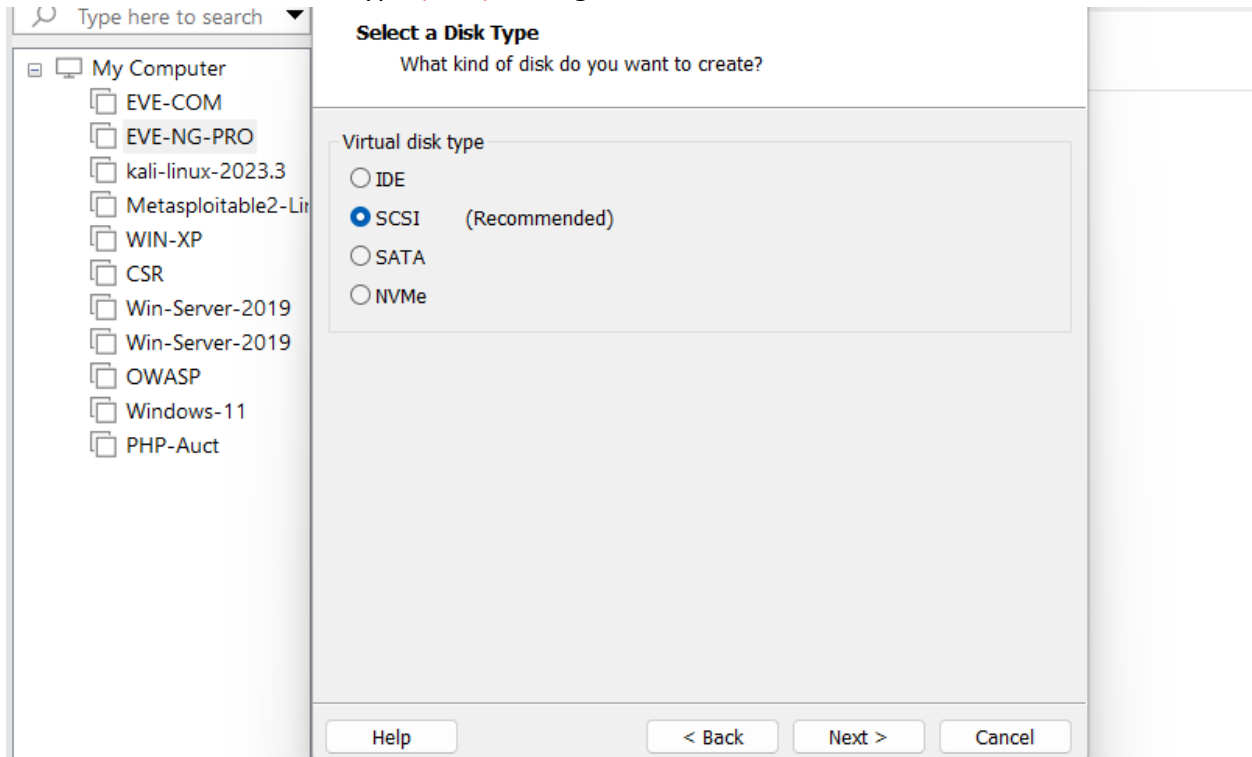 Type here to search
My Computer
EVE-COM
EVE-NG-PRO
kali-linux-2023.3
Metasploitable2-Lin
WIN-XP
CSR
Win-Server-2019
Win-Server-2019
OWASP
Windows-11
PHP-Auct
Select a Disk Type
What kind of disk do you want to create?
Virtual disk type
IDE
SCSI (Recommended)
SATA
NVMe
Help < Back Next > Cancel